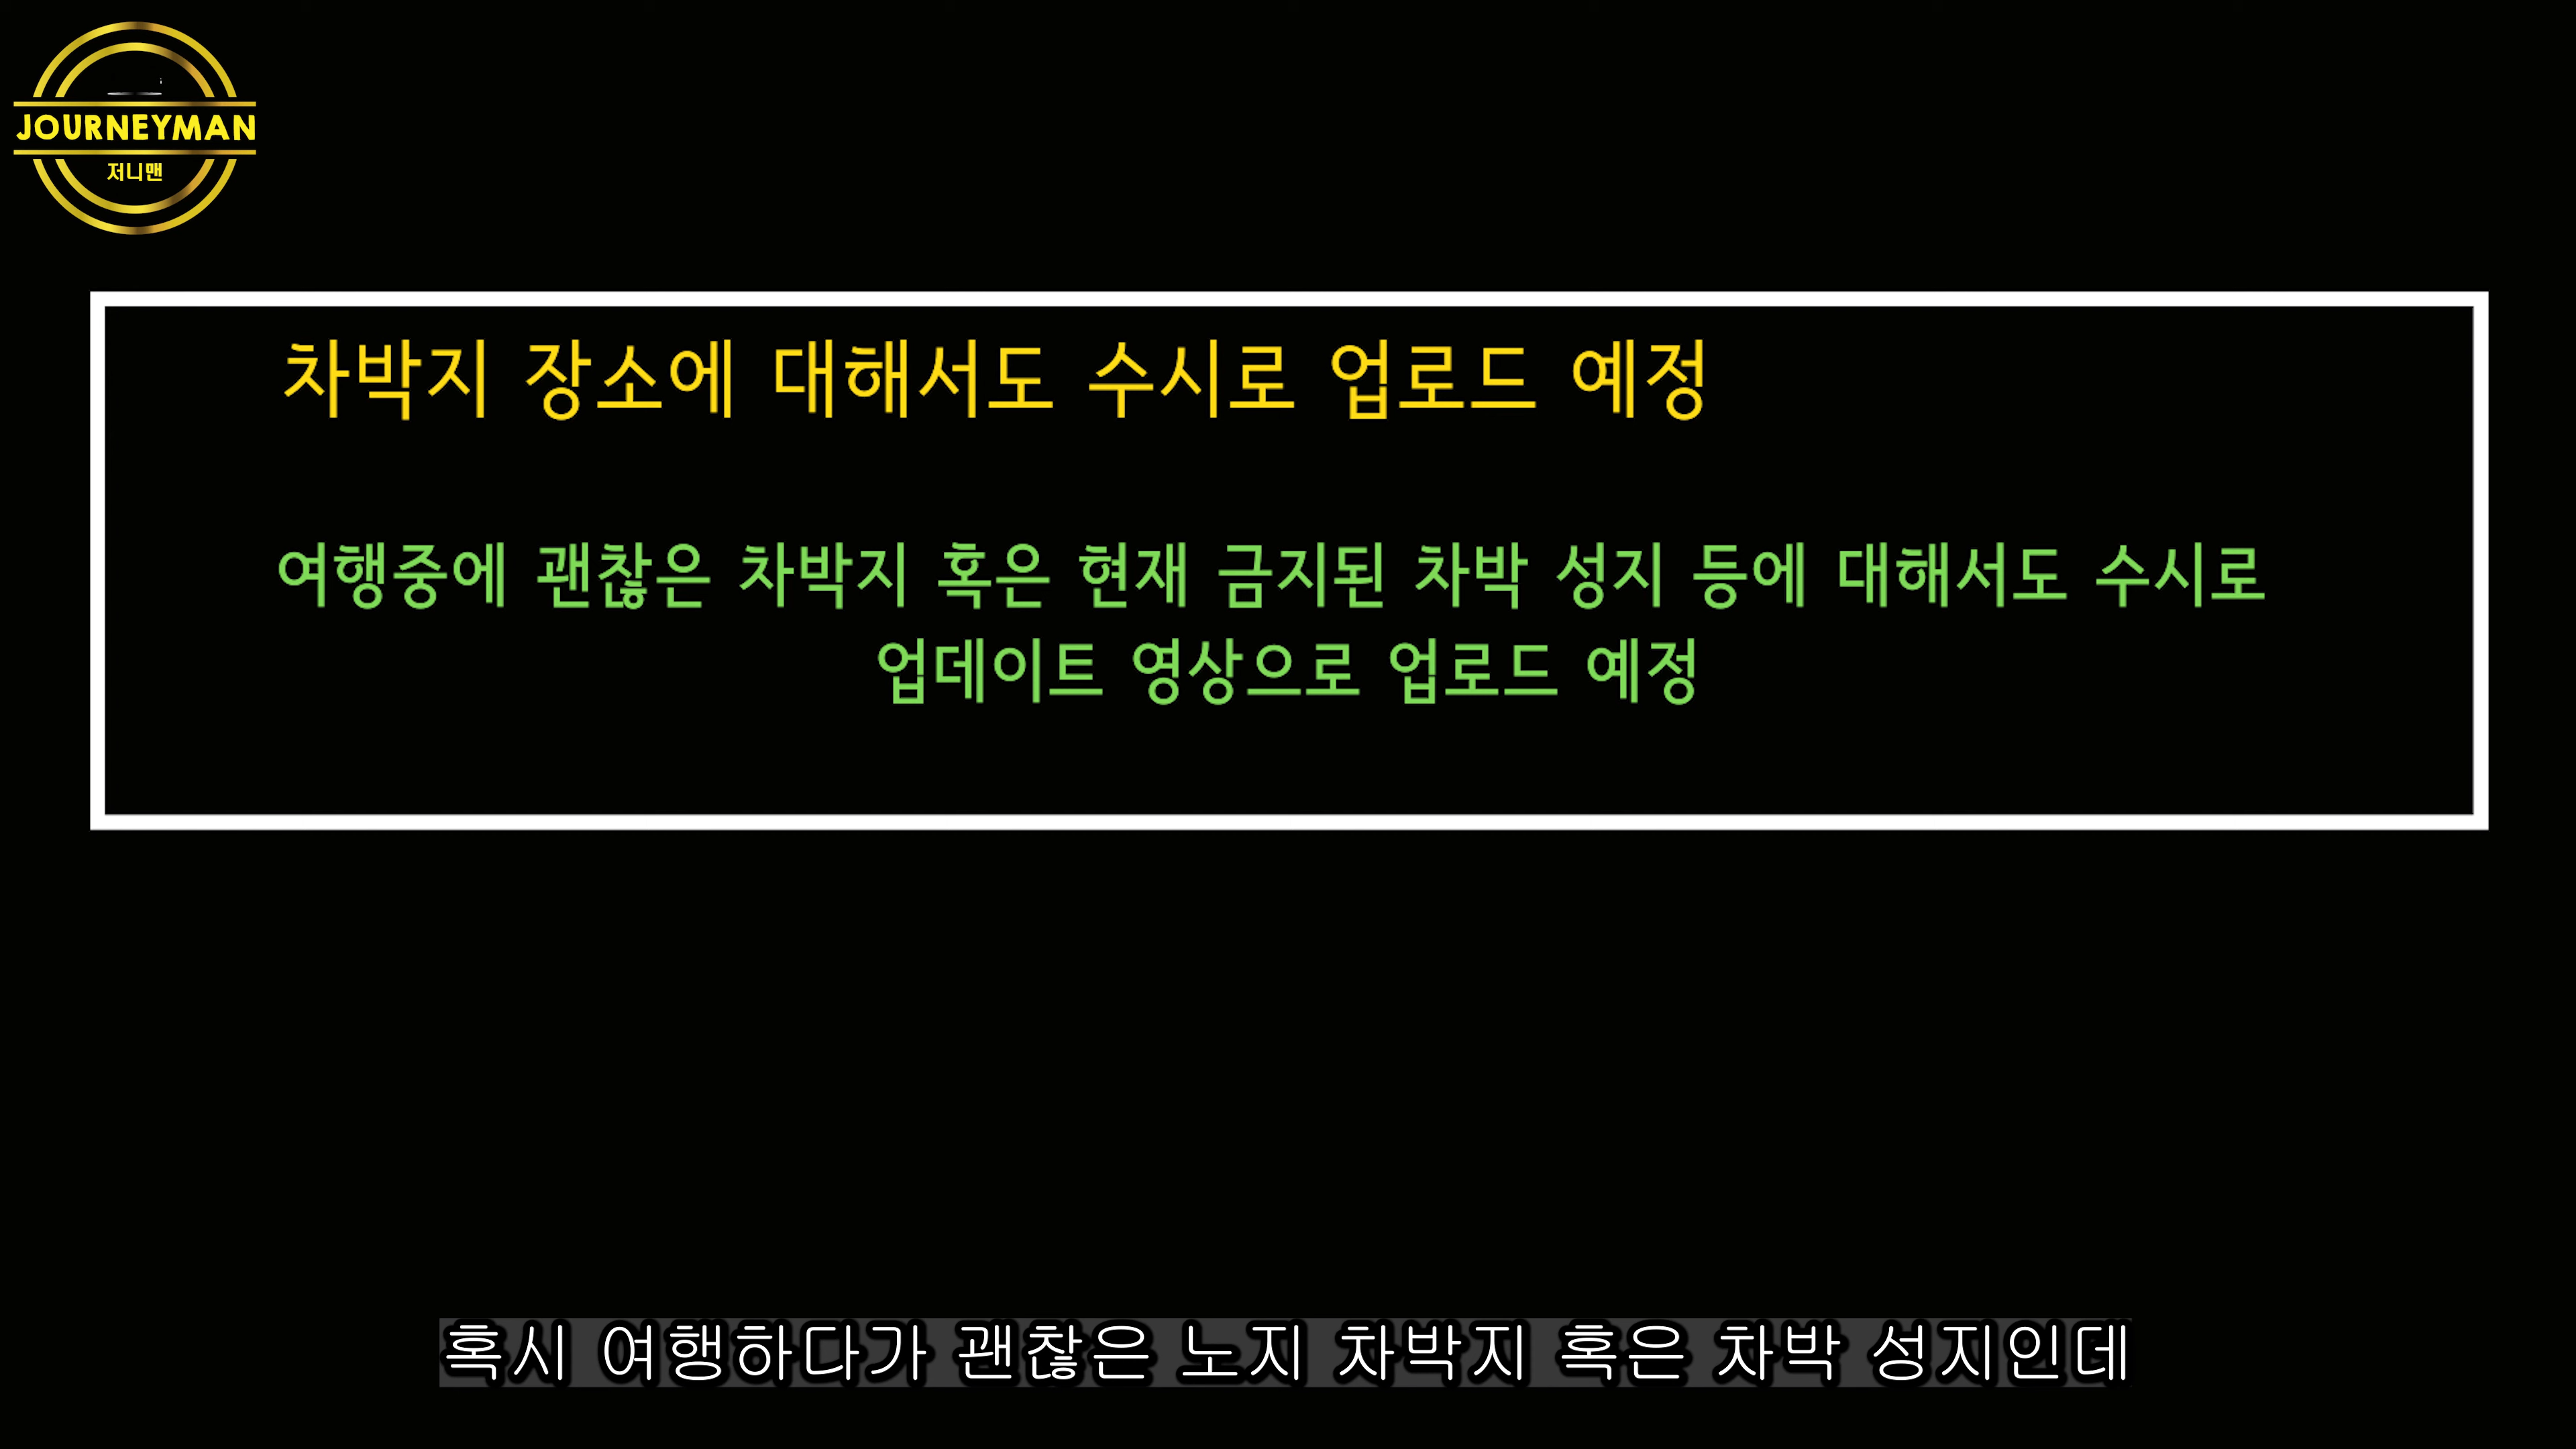 JOURNEYMAN
저니맨
차박지 장소에 대해서도 수시로 업로드 예정
여행중에 괜찮은 차박지 혹은 현재 금지된 차박 성지 등에 대해서도 수시로
업데이트 영상으로 업로드 예정
혹시 여행하다가 괜찮은 노지 차박지 혹은 차박 성지인데